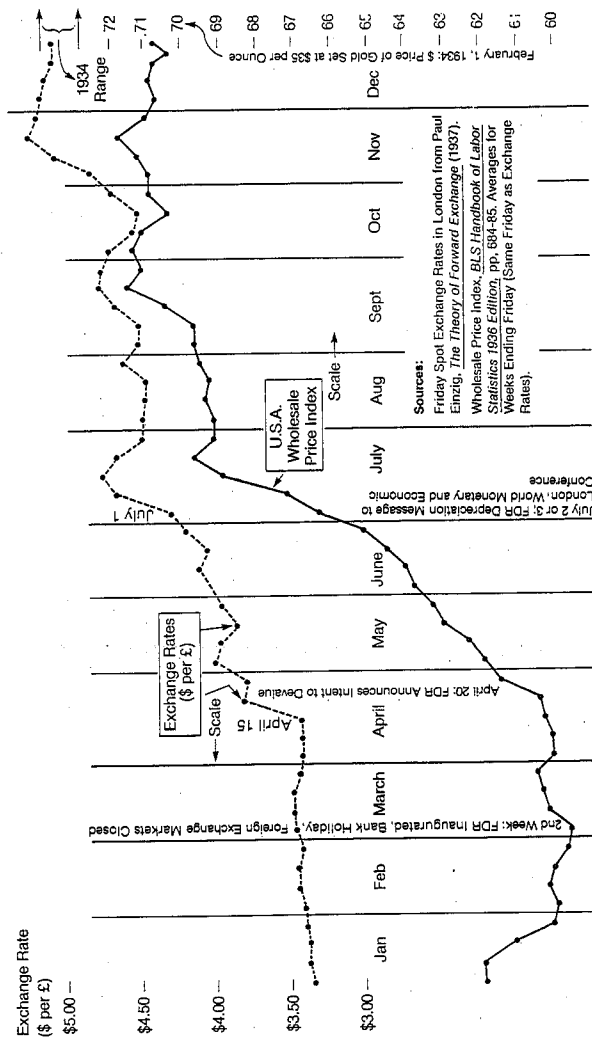 Exchange Rate
($ per £)
$5.00
$4.50
$4.00
$3.50
$3.00
Jan
Feb
March
April
May
June
July
Aug
Sept
Oct
Nov
Dec
2nd Week: FDR Inaugurated, Bank Holiday, Foreign Exchange Markets Closed
Scale
April 15
Exchange Rates
($ per £)
April 20: FDR Announces Intent to Devalue
July 1
July 2 or 3; FDR Depreciation Message to
London, World Monetary and Economic
Conference
U.S.A.
Wholesale
Price Index
Scale
Sources:
Friday Spot Exchange Rates in London from Paul
Einzig, The Theory of Forward Exchange (1937).
Wholesale Price Index, BLS Handbook of Labor
Statistics 1936 Edition, pp. 684-85. Averages for
Weeks Ending Friday (Same Friday as Exchange
Rates).
1934
Range
72
71
70
69
68
67
66
65
64
63
62
61
60
February 1, 1934: $ Price of Gold Set at $35 per Ounce